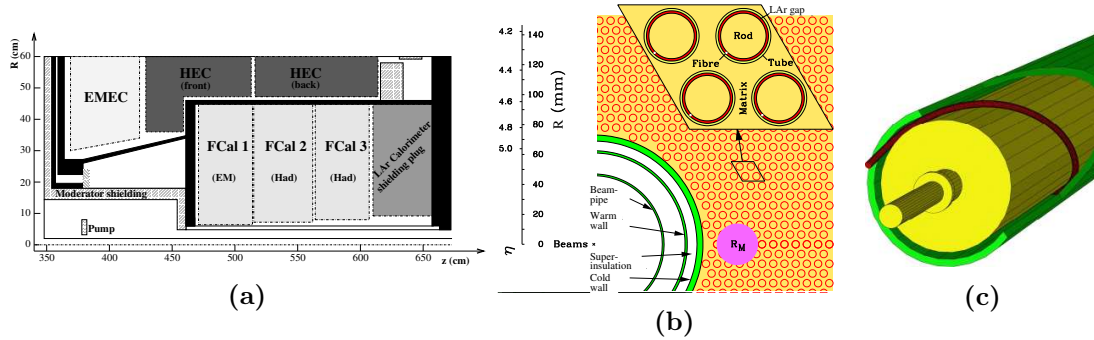 R (cm)
60
50
40
30
20
10
0
350
400
450
500
550
600
650
z (cm)
EMEC
HEC
(front)
HEC
(back)
FCal 1
(EM)
FCal 2
(Had)
FCal 3
(Had)
LAr Calorimeter
shielding plug
Moderator shielding
Pump
(a)
η
4.2
4.4
4.6
4.8
5.0
R (mm)
140
120
100
80
60
40
20
0
LAr gap
Rod
Fibre
Tube
Matrix
Beam-
pipe
Warm
wall
Beams ×
Super-
insulation
Cold
wall
R_M
(b)
(c)